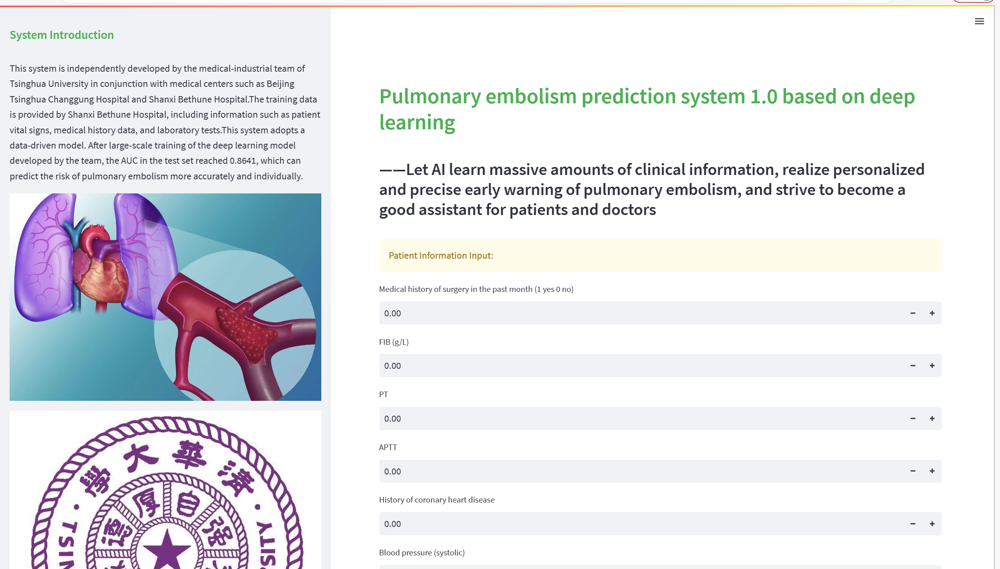 System Introduction
This system is independently developed by the medical-industrial team of
Tsinghua University in conjunction with medical centers such as Beijing
Tsinghua Changgung Hospital and Shanxi Bethune Hospital.The training data
is provided by Shanxi Bethune Hospital, including information such as patient
vital signs, medical history data, and laboratory tests.This system adopts a
data-driven model. After large-scale training of the deep learning model
developed by the team, the AUC in the test set reached 0.8641, which can
predict the risk of pulmonary embolism more accurately and individually.
學 大 華 淸
厚 自
德 强
TSIN
SITY
Pulmonary embolism prediction system 1.0 based on deep
learning
——Let AI learn massive amounts of clinical information, realize personalized
and precise early warning of pulmonary embolism, and strive to become a
good assistant for patients and doctors
Patient Information Input:
Medical history of surgery in the past month (1 yes 0 no)
0.00
FIB (g/L)
0.00
PT
0.00
APTT
0.00
History of coronary heart disease
0.00
Blood pressure (systolic)